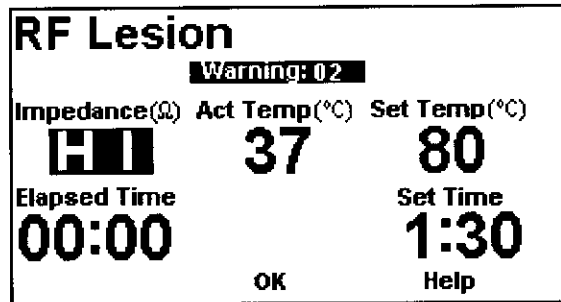 RF Lesion
Warning: 02
Impedance(Ω) Act Temp(°C) Set Temp(°C)
HI 37 80
Elapsed Time Set Time
00:00 1:30
OK Help